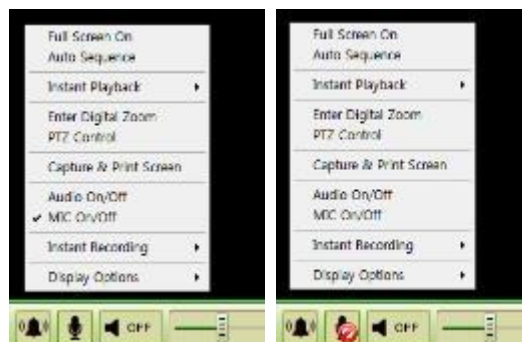 Full Screen On
Auto Sequence
Instant Playback
Enter Digital Zoom
PTZ Control
Capture & Print Screen
Audio On/Off
MIC On/Off
Instant Recording
Display Options
OFF
Full Screen On
Auto Sequence
Instant Playback
Enter Digital Zoom
PTZ Control
Capture & Print Screen
Audio On/Off
MIC On/Off
Instant Recording
Display Options
OFF